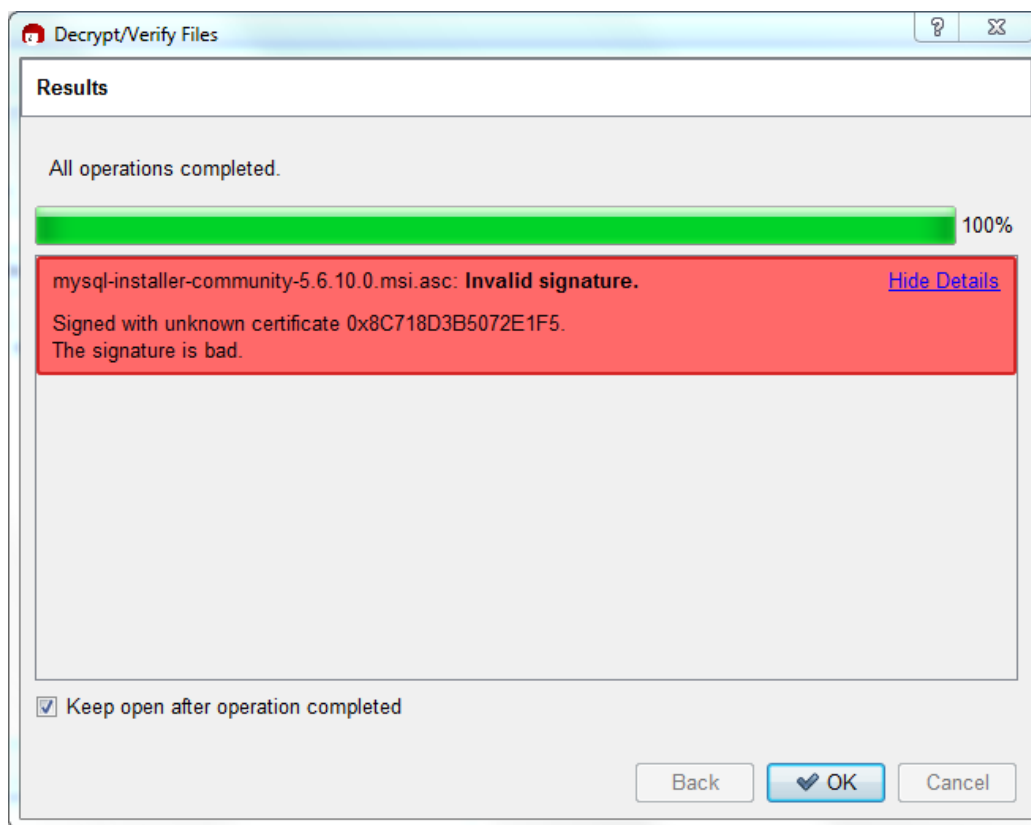 Decrypt/Verify Files
Results
All operations completed.
100%
mysql-installer-community-5.6.10.0.msi.asc: Invalid signature. Hide Details
Signed with unknown certificate 0x8C718D3B5072E1F5.
The signature is bad.
Keep open after operation completed
Back OK Cancel